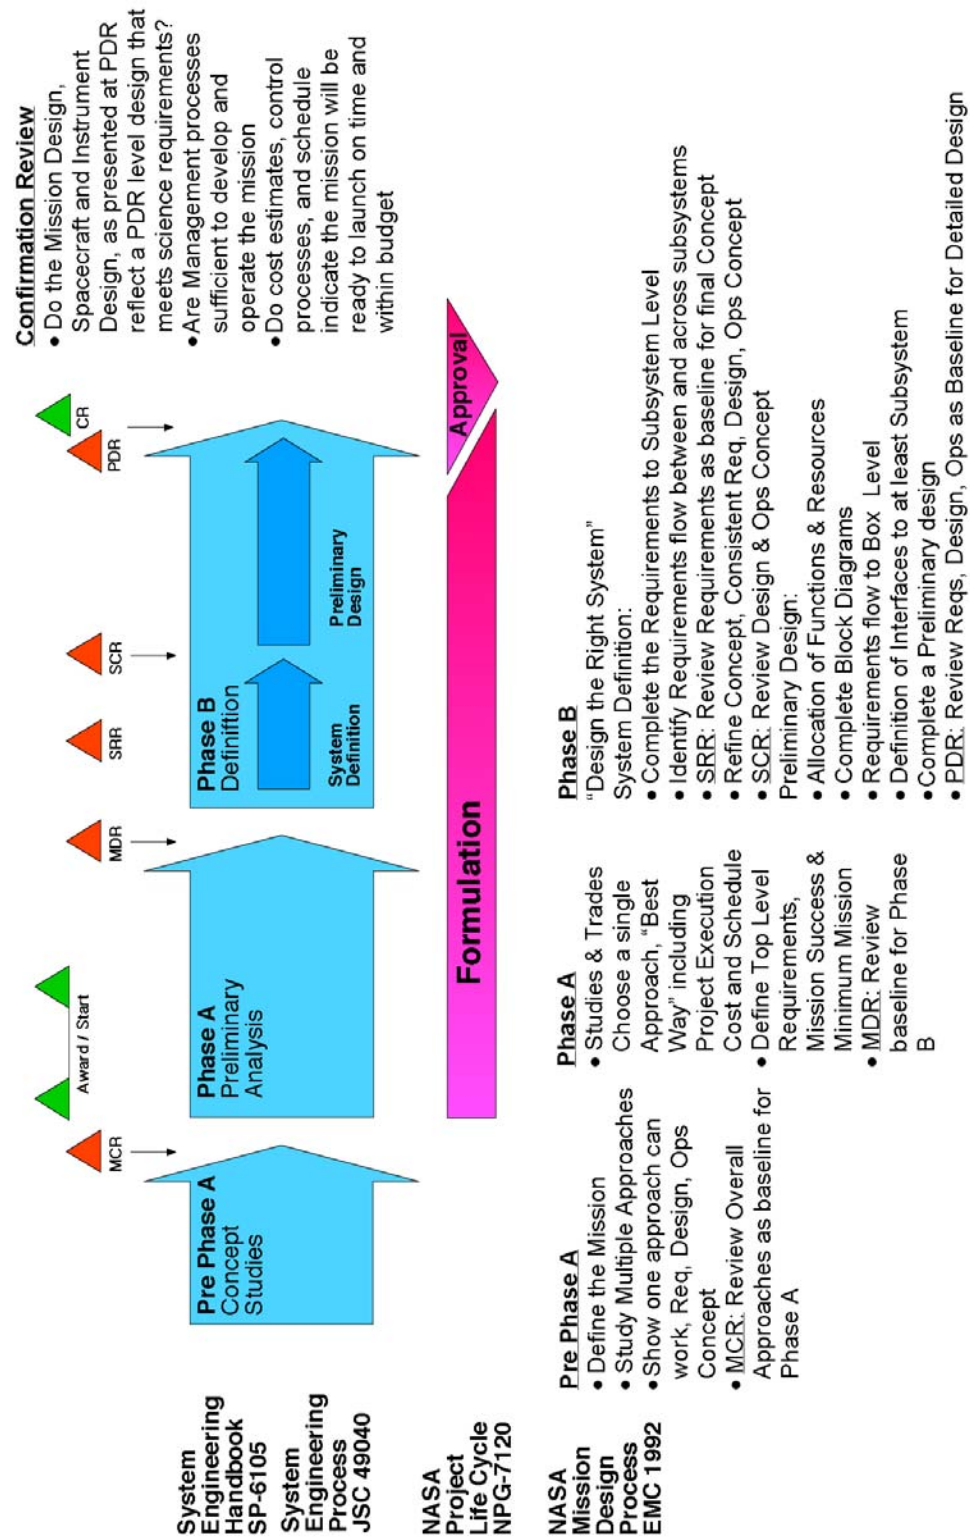 Confirmation Review
• Do the Mission Design,
Spacecraft and Instrument
Design, as presented at PDR
reflect a PDR level design that
meets science requirements?
• Are Management processes
sufficient to develop and
operate the mission
• Do cost estimates, control
processes, and schedule
indicate the mission will be
ready to launch on time and
within budget
Award / Start
MCR
MDR
SRR
SCR
PDR
CR
System
Engineering
Handbook
SP-6105
System
Engineering
Process
JSC 49040
Pre Phase A
Concept
Studies
Phase A
Preliminary
Analysis
Phase B
Definiftion
System
Definition
Preliminary
Design
NASA
Project
Life Cycle
NPG-7120
Formulation
Approval
NASA
Mission
Design
Process
EMC 1992
Pre Phase A
• Define the Mission
• Study Multiple Approaches
• Show one approach can
work, Req, Design, Ops
Concept
• MCR: Review Overall
Approaches as baseline for
Phase A
Phase A
• Studies & Trades
Choose a single
Approach, "Best
Way" including
Project Execution
Cost and Schedule
• Define Top Level
Requirements,
Mission Success &
Minimum Mission
• MDR: Review
baseline for Phase
B
Phase B
"Design the Right System"
System Definition:
• Complete the Requirements to Subsystem Level
• Identify Requirements flow between and across subsystems
• SRR: Review Requirements as baseline for final Concept
• Refine Concept, Consistent Req, Design, Ops Concept
• SCR: Review Design & Ops Concept
Preliminary Design:
• Allocation of Functions & Resources
• Complete Block Diagrams
• Requirements flow to Box Level
• Definition of Interfaces to at least Subsystem
• Complete a Preliminary design
• PDR: Review Reqs, Design, Ops as Baseline for Detailed Design